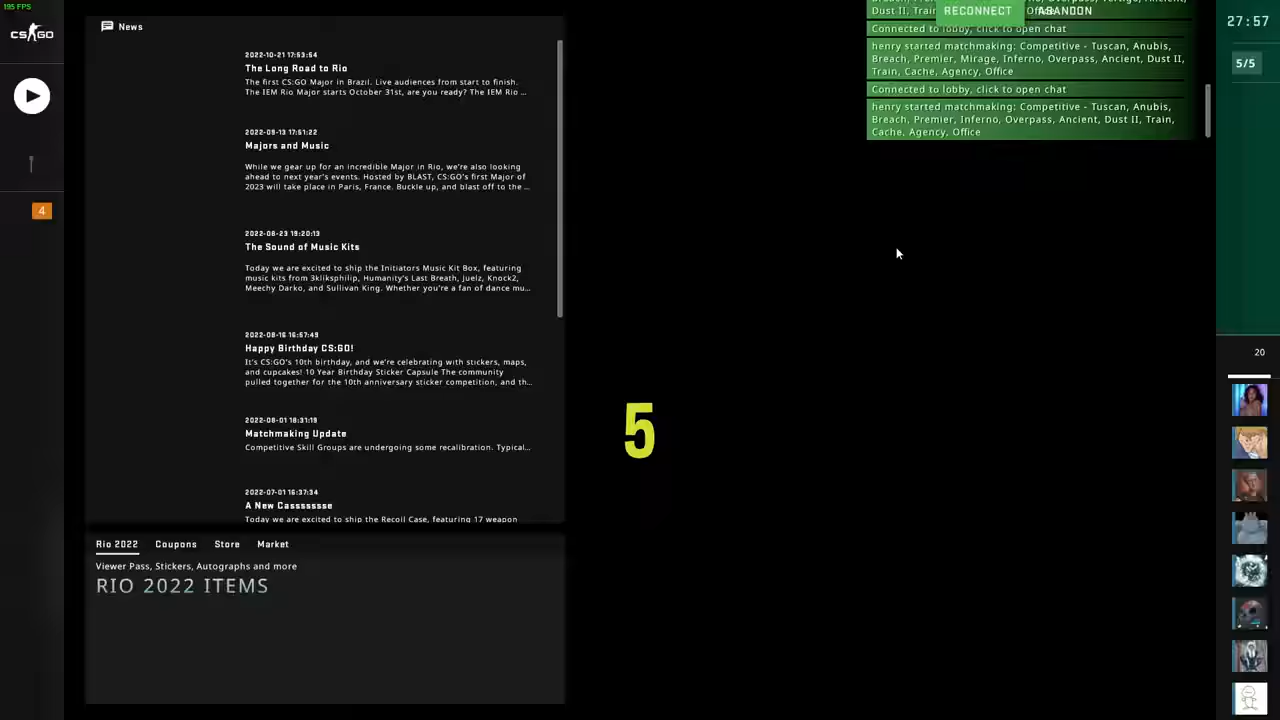 195 FPS
CS:GO
4
News
2022-10-21 17:53:54
The Long Road to Rio
The first CS:GO Major in Brazil. Live audiences from start to finish.
The IEM Rio Major starts October 31st, are you ready? The IEM Rio ...
2022-09-13 17:51:22
Majors and Music
While we gear up for an incredible Major in Rio, we're also looking
ahead to next year's events. Hosted by BLAST, CS:GO's first Major of
2023 will take place in Paris, France. Buckle up, and blast off to the ...
2022-08-23 19:20:13
The Sound of Music Kits
Today we are excited to ship the Initiators Music Kit Box, featuring
music kits from 3kliksphilip, Humanity's Last Breath, Juelz, Knock2,
Meechy Darko, and Sullivan King. Whether you're a fan of dance mu...
2022-08-16 16:57:49
Happy Birthday CS:GO!
It's CS:GO's 10th birthday, and we're celebrating with stickers, maps,
and cupcakes! 10 Year Birthday Sticker Capsule The community
pulled together for the 10th anniversary sticker competition, and th...
2022-08-01 18:31:19
Matchmaking Update
Competitive Skill Groups are undergoing some recalibration. Typical...
2022-07-01 16:37:34
A New Casssssse
Today we are excited to ship the Recoil Case, featuring 17 weapon
Rio 2022 Coupons Store Market
Viewer Pass, Stickers, Autographs and more
RIO 2022 ITEMS
5
RECONNECT ABANDON
Dust II, Train
Connected to lobby, click to open chat
henry started matchmaking: Competitive - Tuscan, Anubis,
Breach, Premier, Mirage, Inferno, Overpass, Ancient, Dust II,
Train, Cache, Agency, Office
Connected to lobby, click to open chat
henry started matchmaking: Competitive - Tuscan, Anubis,
Breach, Premier, Inferno, Overpass, Ancient, Dust II, Train,
Cache, Agency, Office
27:57
5/5
20